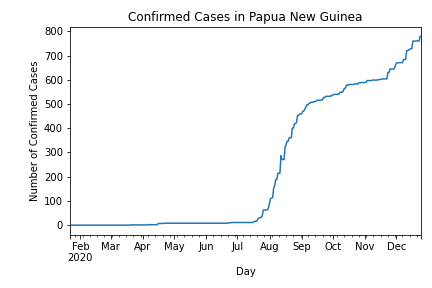 Confirmed Cases in Papua New Guinea
800
700
600
500
400
300
200
100
0
Number of Confirmed Cases
Feb Mar Apr May Jun Jul Aug Sep Oct Nov Dec
2020
Day